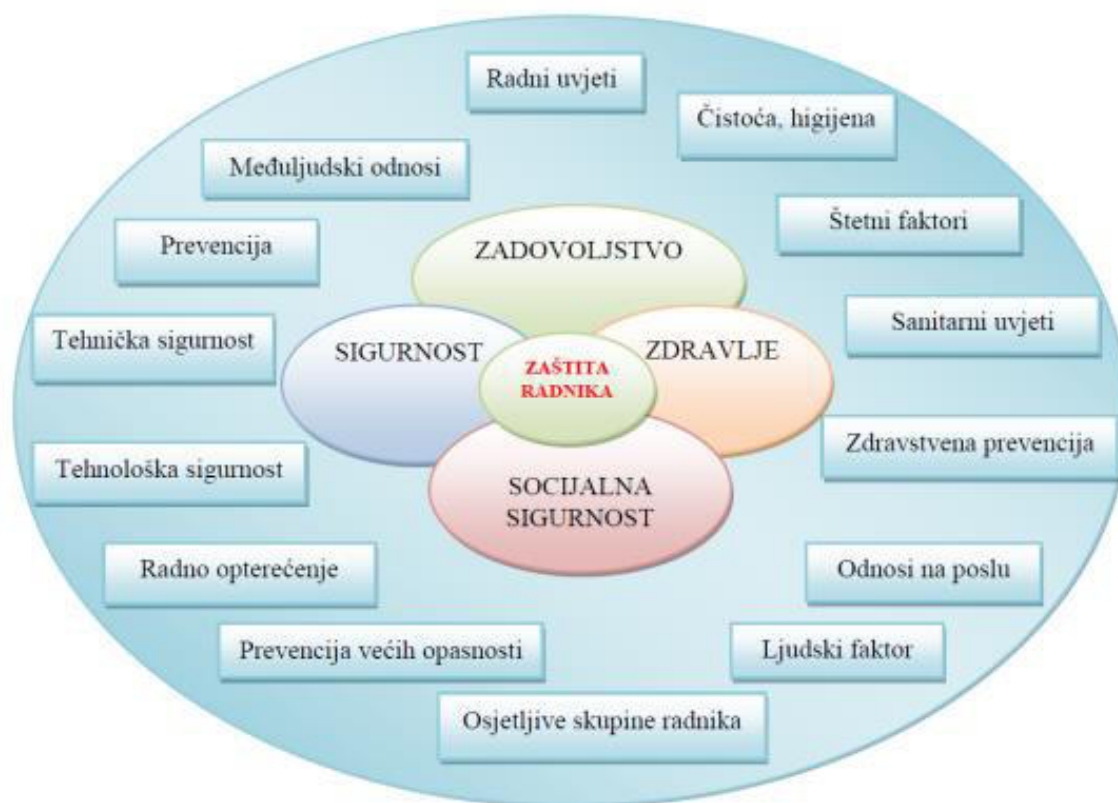 Radni uvjeti
Čistoća, higijena
Međuljudski odnosi
Štetni faktori
Prevencija
ZADOVOLJSTVO
Sanitarni uvjeti
Tehnička sigurnost
SIGURNOST
ZDRAVLJE
ZAŠTITA
RADNIKA
Zdravstvena prevencija
Tehnološka sigurnost
SOCIJALNA
SIGURNOST
Radno opterećenje
Odnosi na poslu
Prevencija većih opasnosti
Ljudski faktor
Osjetljive skupine radnika